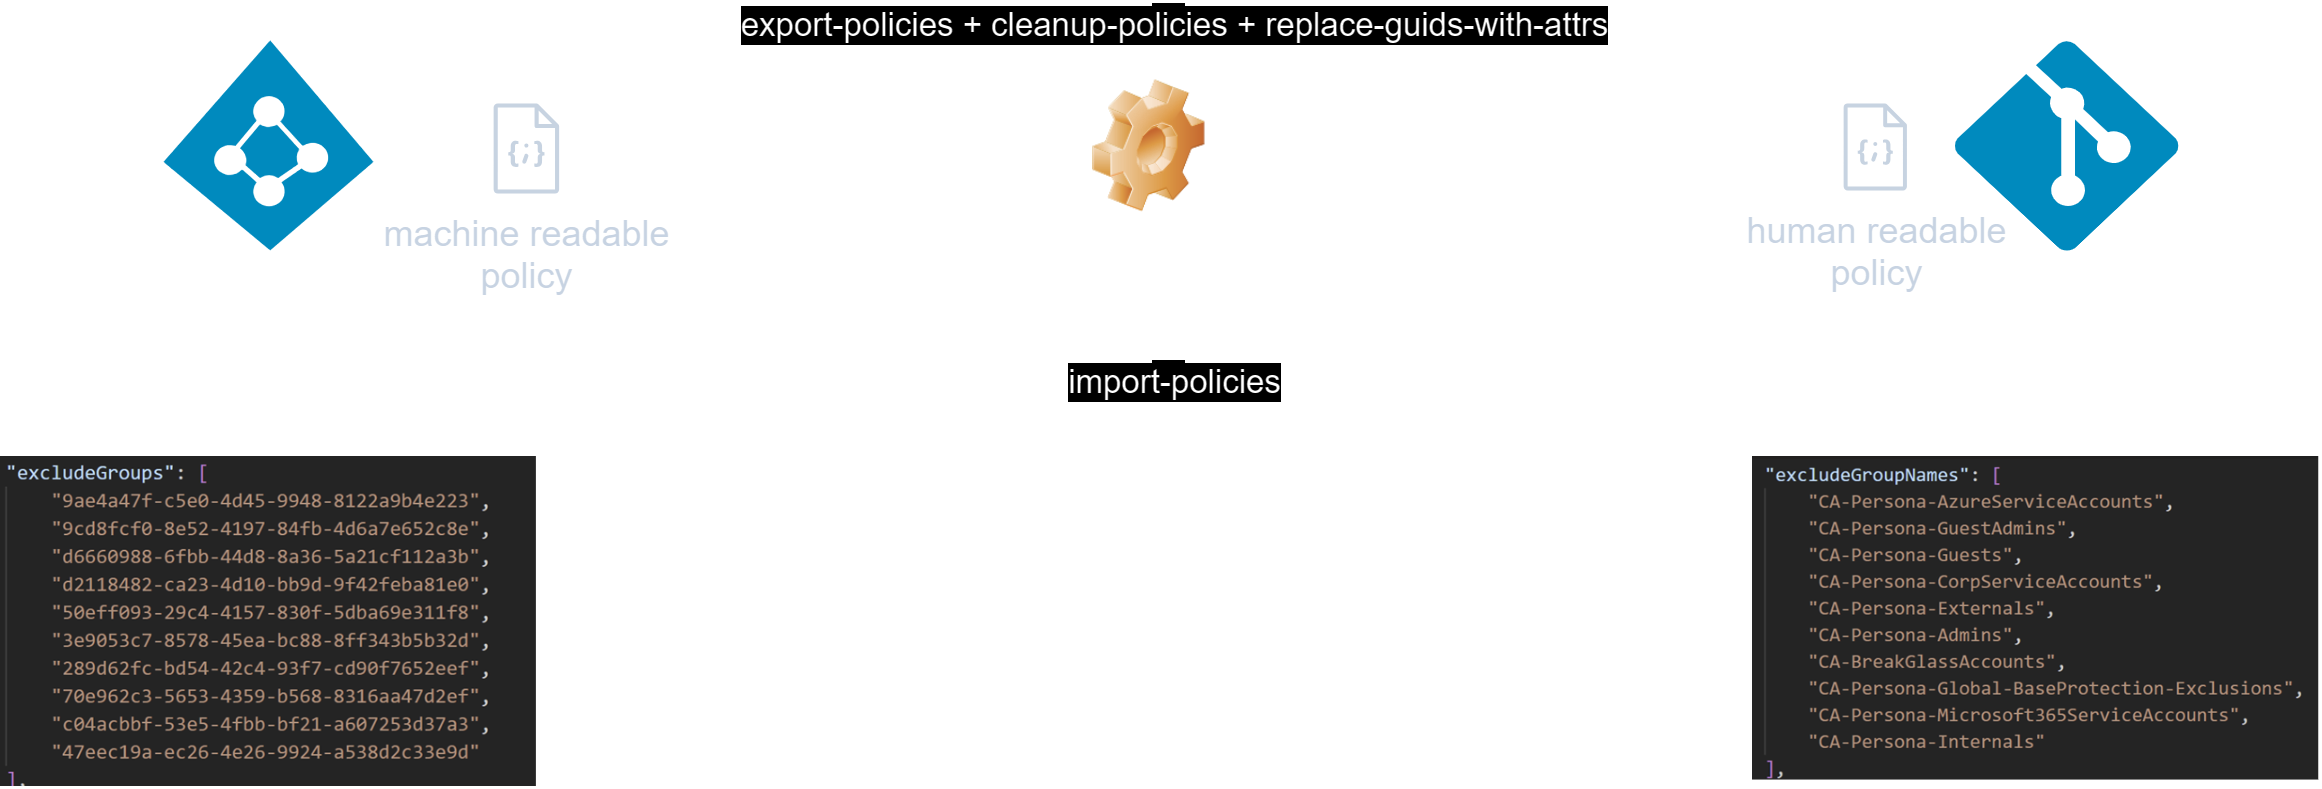 export-policies + cleanup-policies + replace-guids-with-attrs
{;}
machine readable
policy
{;}
human readable
policy
import-policies
"excludeGroups": [
"9ae4a47f-c5e0-4d45-9948-8122a9b4e223",
"9cd8fcf0-8e52-4197-84fb-4d6a7e652c8e",
"d6660988-6fbb-44d8-8a36-5a21cf112a3b",
"d2118482-ca23-4d10-bb9d-9f42feba81e0",
"50eff093-29c4-4157-830f-5dba69e311f8",
"3e9053c7-8578-45ea-bc88-8ff343b5b32d",
"289d62fc-bd54-42c4-93f7-cd90f7652eef",
"70e962c3-5653-4359-b568-8316aa47d2ef",
"c04acbbf-53e5-4fbb-bf21-a607253d37a3",
"47eec19a-ec26-4e26-9924-a538d2c33e9d"
],
"excludeGroupNames": [
"CA-Persona-AzureServiceAccounts",
"CA-Persona-GuestAdmins",
"CA-Persona-Guests",
"CA-Persona-CorpServiceAccounts",
"CA-Persona-Externals",
"CA-Persona-Admins",
"CA-BreakGlassAccounts",
"CA-Persona-Global-BaseProtection-Exclusions",
"CA-Persona-Microsoft365ServiceAccounts",
"CA-Persona-Internals"
],